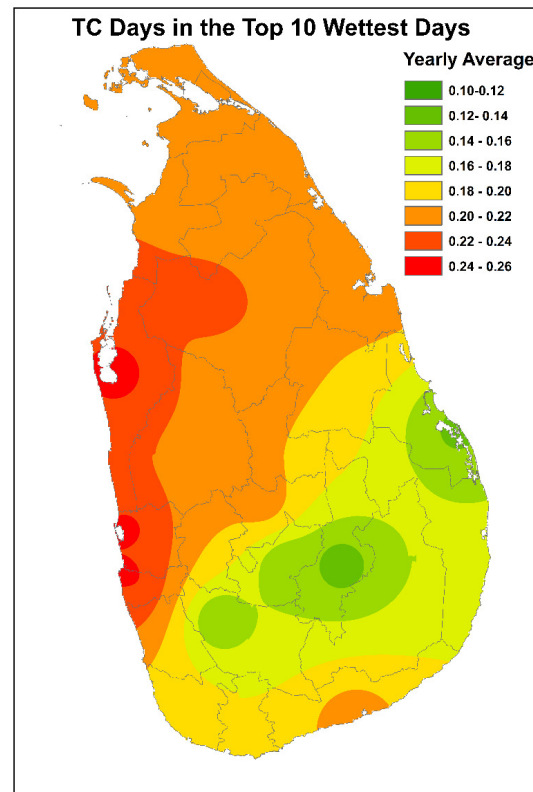 TC Days in the Top 10 Wettest Days
Yearly Average
0.10-0.12
0.12- 0.14
0.14 - 0.16
0.16 - 0.18
0.18 - 0.20
0.20 - 0.22
0.22 - 0.24
0.24 - 0.26